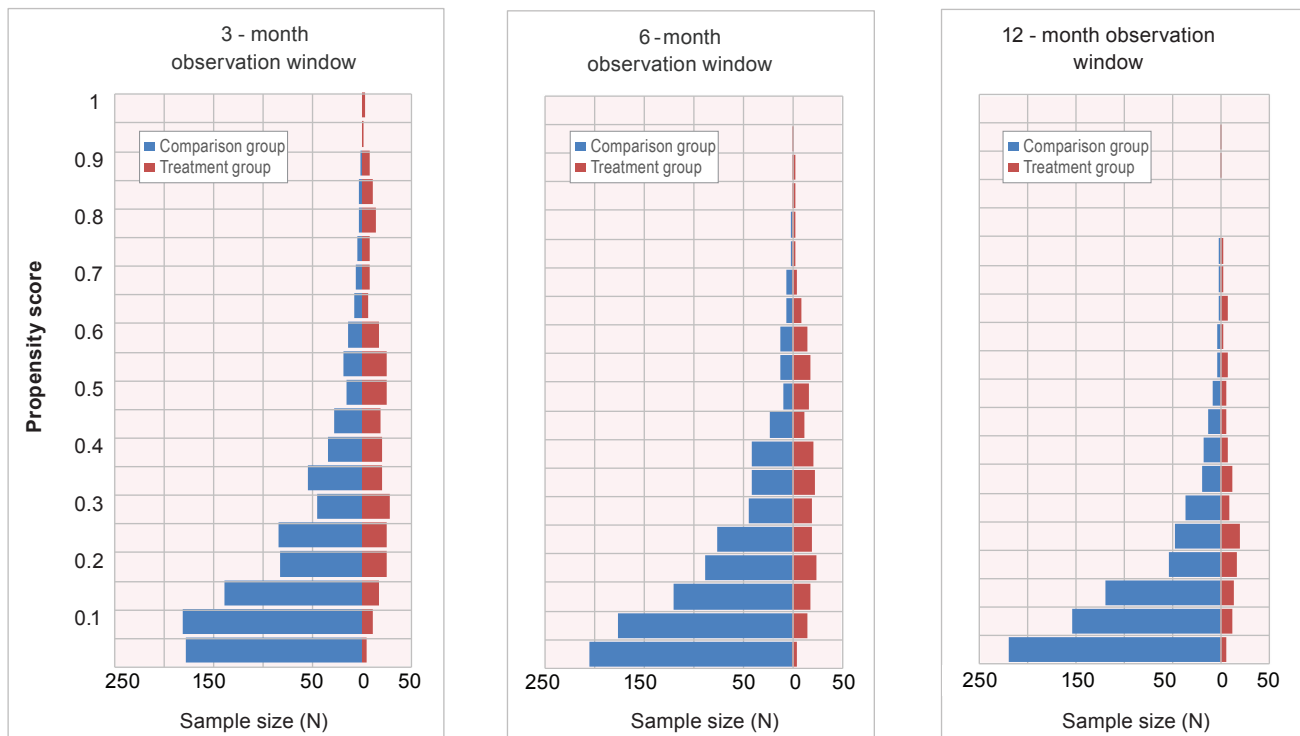 3 - month
observation window
1
0.9
0.8
0.7
0.6
0.5
0.4
0.3
0.2
0.1
Propensity score
Comparison group
Treatment group
250 150 50 0 50
Sample size (N)
6 - month
observation window
Comparison group
Treatment group
250 150 50 0 50
Sample size (N)
12 - month observation
window
Comparison group
Treatment group
250 150 50 0 50
Sample size (N)